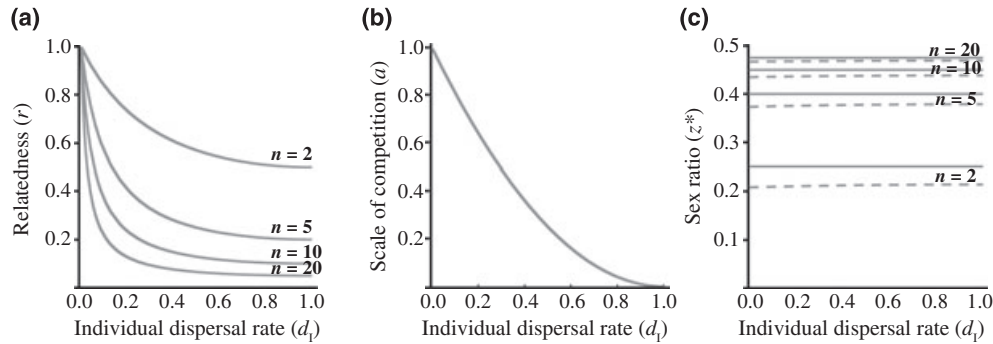 (a)
Relatedness (r)
1.0
0.8
0.6
0.4
0.2
n = 2
n = 5
n = 10
n = 20
0.0 0.2 0.4 0.6 0.8 1.0
Individual dispersal rate (dI)
(b)
Scale of competition (a)
1.0
0.8
0.6
0.4
0.2
0.0 0.2 0.4 0.6 0.8 1.0
Individual dispersal rate (dI)
(c)
Sex ratio (z*)
0.5
0.4
0.3
0.2
0.1
n = 20
n = 10
n = 5
n = 2
0.0 0.2 0.4 0.6 0.8 1.0
Individual dispersal rate (dI)